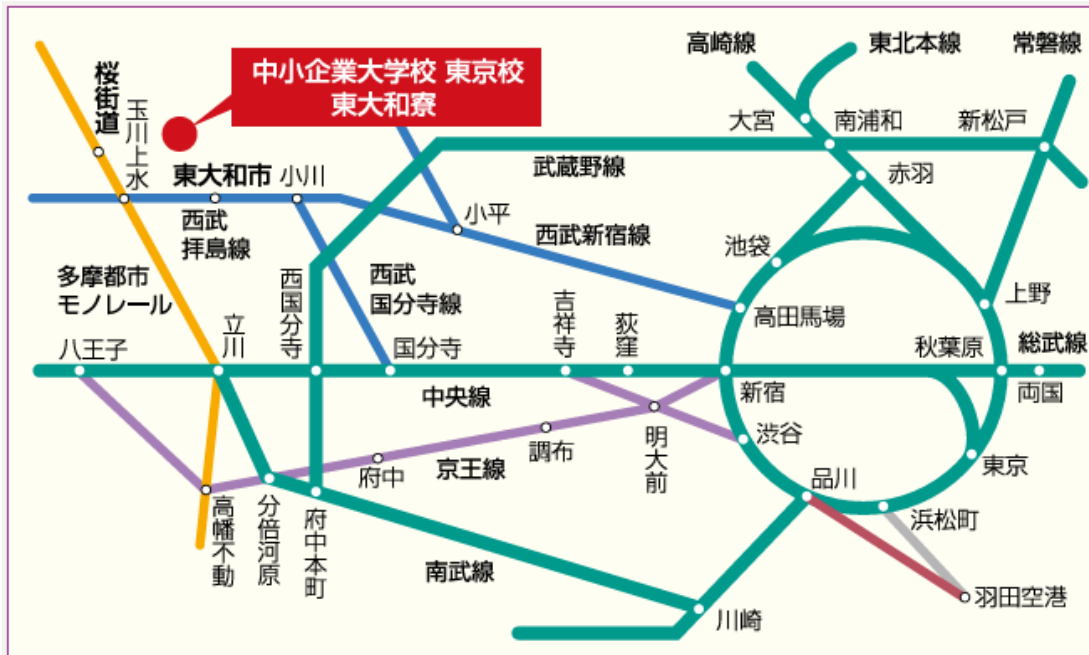 高崎線
東北本線
常磐線
中小企業大学校 東京校
東大和寮
桜街道
玉川上水
大宮
南浦和
新松戸
武蔵野線
赤羽
東大和市
小川
小平
西武
拝島線
西武新宿線
池袋
多摩都市
モノレール
西国分寺
西武
国分寺線
上野
高田馬場
吉祥寺
荻窪
立川
八王子
国分寺
秋葉原
総武線
中央線
新宿
両国
渋谷
明大前
調布
京王線
府中
東京
品川
浜松町
高幡不動
分倍河原
府中本町
南武線
羽田空港
川崎